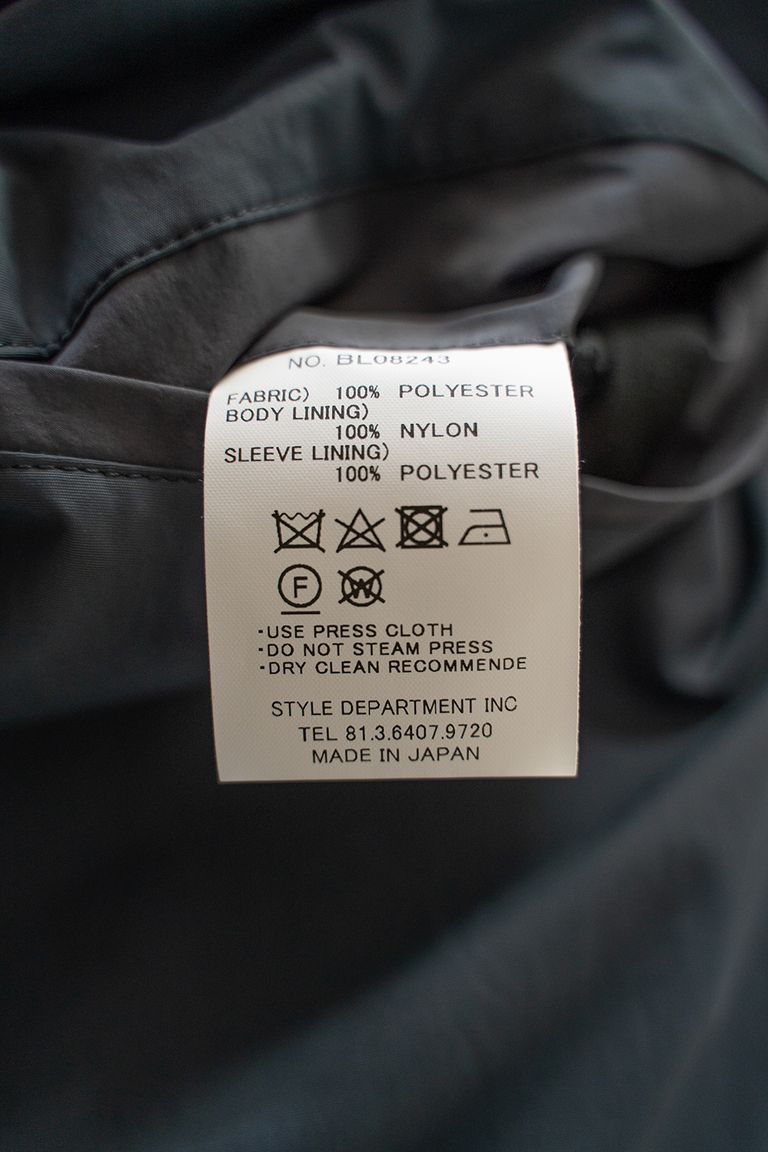 NO. BL08243
FABRIC) 100% POLYESTER
BODY LINING)
100% NYLON
SLEEVE LINING)
100% POLYESTER
F W
·USE PRESS CLOTH
·DO NOT STEAM PRESS
·DRY CLEAN RECOMMENDE
STYLE DEPARTMENT INC
TEL 81.3.6407.9720
MADE IN JAPAN